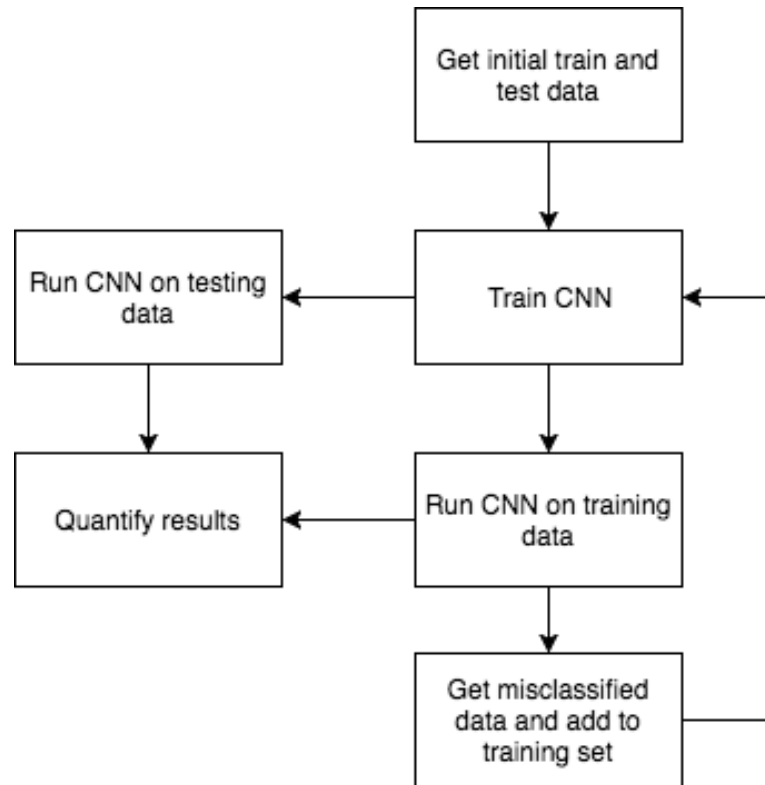 Get initial train and
test data
Run CNN on testing
data
Train CNN
Quantify results
Run CNN on training
data
Get misclassified
data and add to
training set